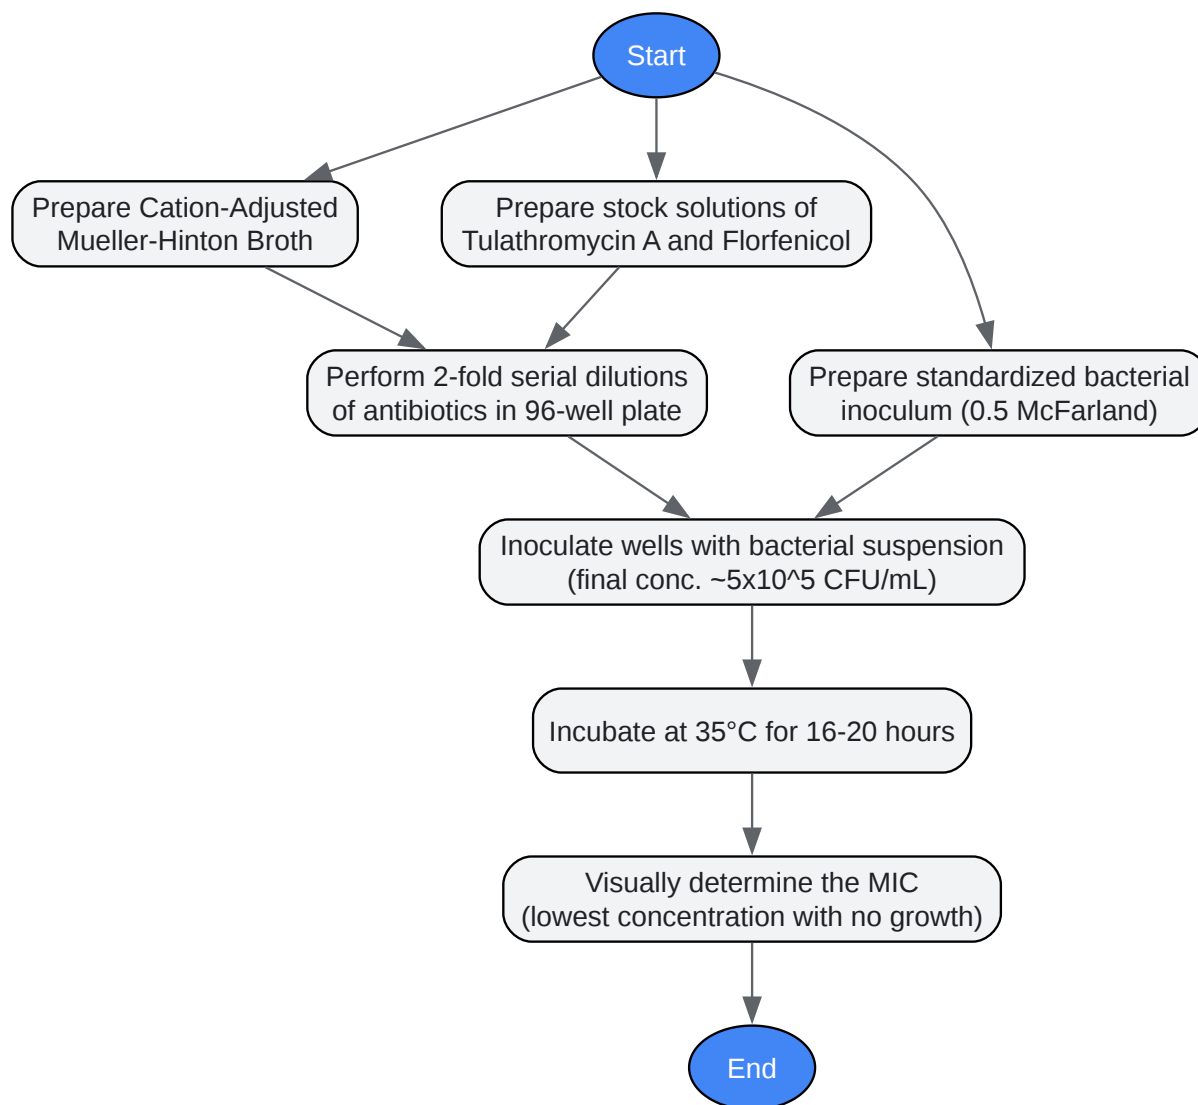 Start
Prepare Cation-Adjusted
Mueller-Hinton Broth
Prepare stock solutions of
Tulathromycin A and Florfenicol
Perform 2-fold serial dilutions
of antibiotics in 96-well plate
Prepare standardized bacterial
inoculum (0.5 McFarland)
Inoculate wells with bacterial suspension
(final conc. ~5x10^5 CFU/mL)
Incubate at 35°C for 16-20 hours
Visually determine the MIC
(lowest concentration with no growth)
End